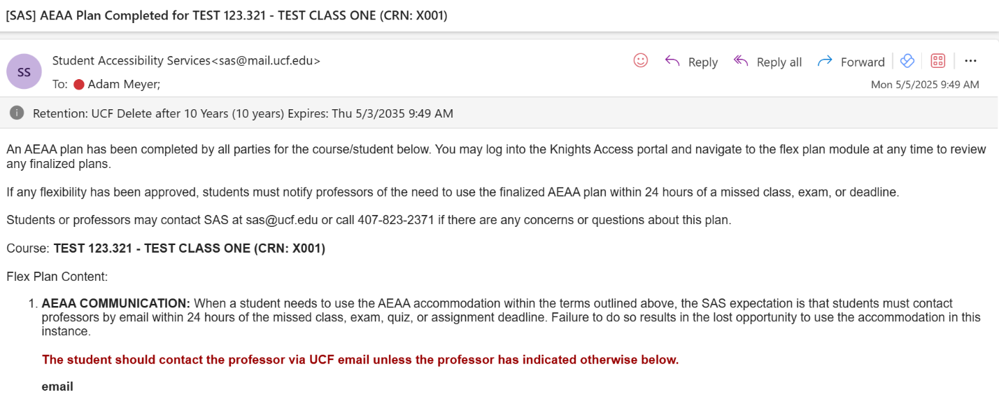 [SAS] AEAA Plan Completed for TEST 123.321 - TEST CLASS ONE (CRN: X001)
SS
Student Accessibility Services<sas@mail.ucf.edu>
To: Adam Meyer;
Reply
Reply all
Forward
Mon 5/5/2025 9:49 AM
Retention: UCF Delete after 10 Years (10 years) Expires: Thu 5/3/2035 9:49 AM
An AEAA plan has been completed by all parties for the course/student below. You may log into the Knights Access portal and navigate to the flex plan module at any time to review
any finalized plans.
If any flexibility has been approved, students must notify professors of the need to use the finalized AEAA plan within 24 hours of a missed class, exam, or deadline.
Students or professors may contact SAS at sas@ucf.edu or call 407-823-2371 if there are any concerns or questions about this plan.
Course: TEST 123.321 - TEST CLASS ONE (CRN: X001)
Flex Plan Content:
1. AEAA COMMUNICATION: When a student needs to use the AEAA accommodation within the terms outlined above, the SAS expectation is that students must contact
professors by email within 24 hours of the missed class, exam, quiz, or assignment deadline. Failure to do so results in the lost opportunity to use the accommodation in this
instance.
The student should contact the professor via UCF email unless the professor has indicated otherwise below.
email